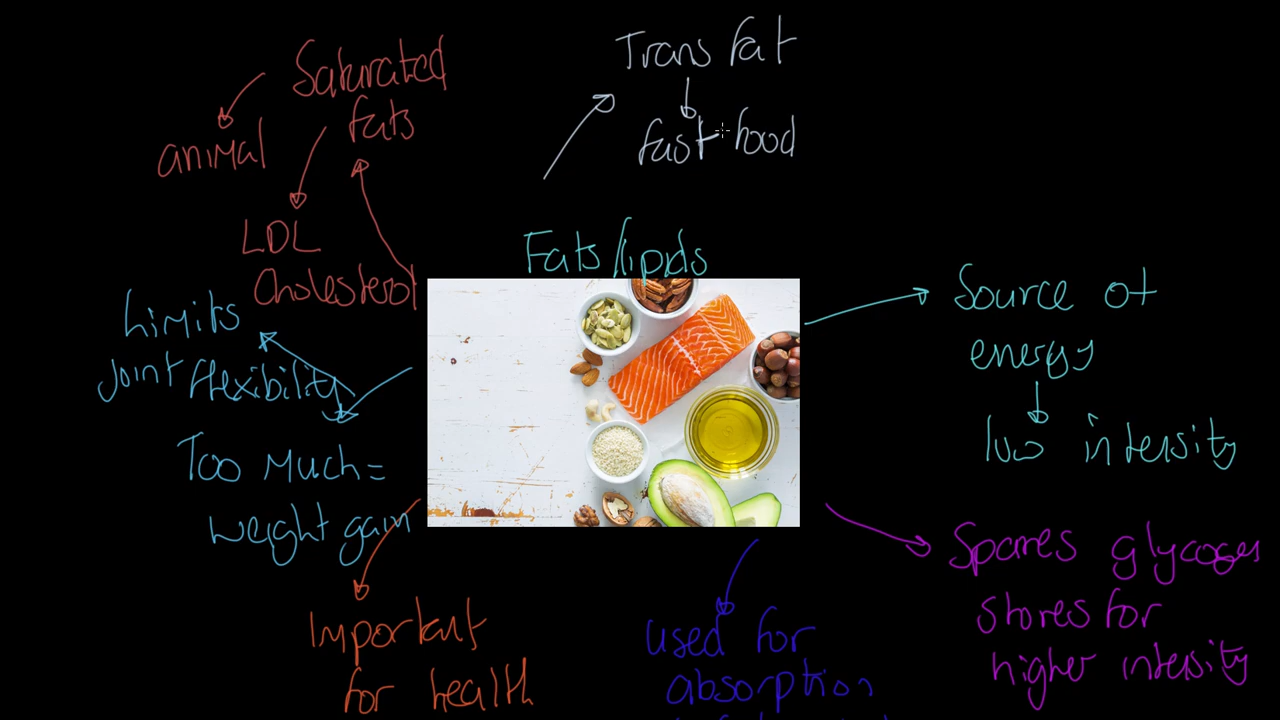 Trans fat
fast food
Saturated
fats
animal
LDL
Cholesterol
Fats/lipids
Limits
Joint flexibility
Too Much =
weight gain
Source of
energy
low intensity
Spares glycogen
stores for
higher intensity
Important
for health
used for
absorption